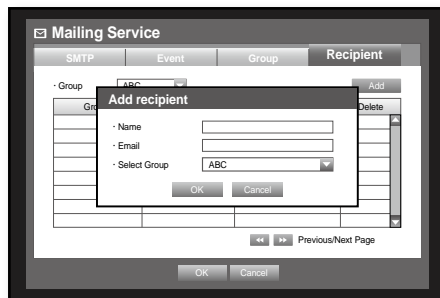 Mailing Service
SMTP Event Group Recipient
· Group ABC Add
Gro Delete
Add recipient
· Name
· Email
· Select Group ABC
OK Cancel
Previous/Next Page
OK Cancel